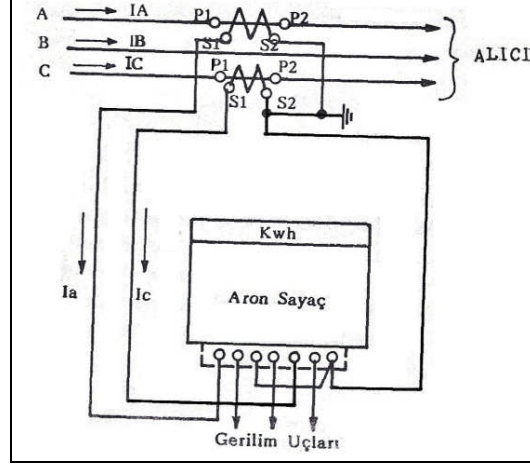 A IA P1 P2
B IB S1 S2 ALICI
C IC P1 P2
S1 S2
Kwh
Ia Ic Aron Sayaç
Gerilim Uçları